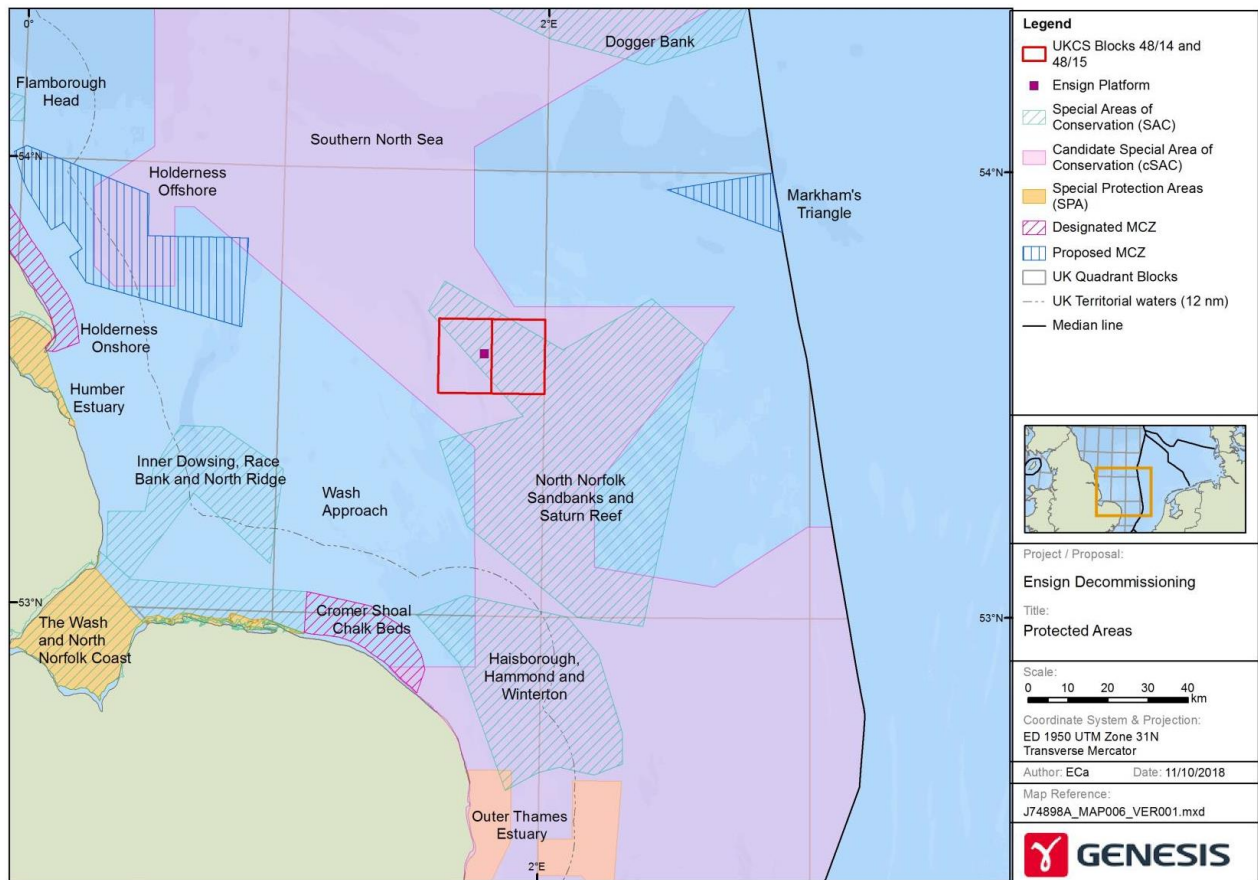 0°
2°E
Dogger Bank
Flamborough
Head
Southern North Sea
54°N
54°N
Holderness
Offshore
Markham's
Triangle
Holderness
Onshore
Humber
Estuary
Inner Dowsing, Race
Bank and North Ridge
Wash
Approach
North Norfolk
Sandbanks and
Saturn Reef
53°N
53°N
The Wash
and North
Norfolk Coast
Cromer Shoal
Chalk Beds
Haisborough,
Hammond and
Winterton
Outer Thames
Estuary
2°E
Legend
UKCS Blocks 48/14 and
48/15
Ensign Platform
Special Areas of
Conservation (SAC)
Candidate Special Area of
Conservation (cSAC)
Special Protection Areas
(SPA)
Designated MCZ
Proposed MCZ
UK Quadrant Blocks
UK Territorial waters (12 nm)
Median line
Project / Proposal:
Ensign Decommissioning
Title:
Protected Areas
Scale:
0 10 20 30 40
km
Coordinate System & Projection:
ED 1950 UTM Zone 31N
Transverse Mercator
Author: ECa Date: 11/10/2018
Map Reference:
J74898A_MAP006_VER001.mxd
GENESIS